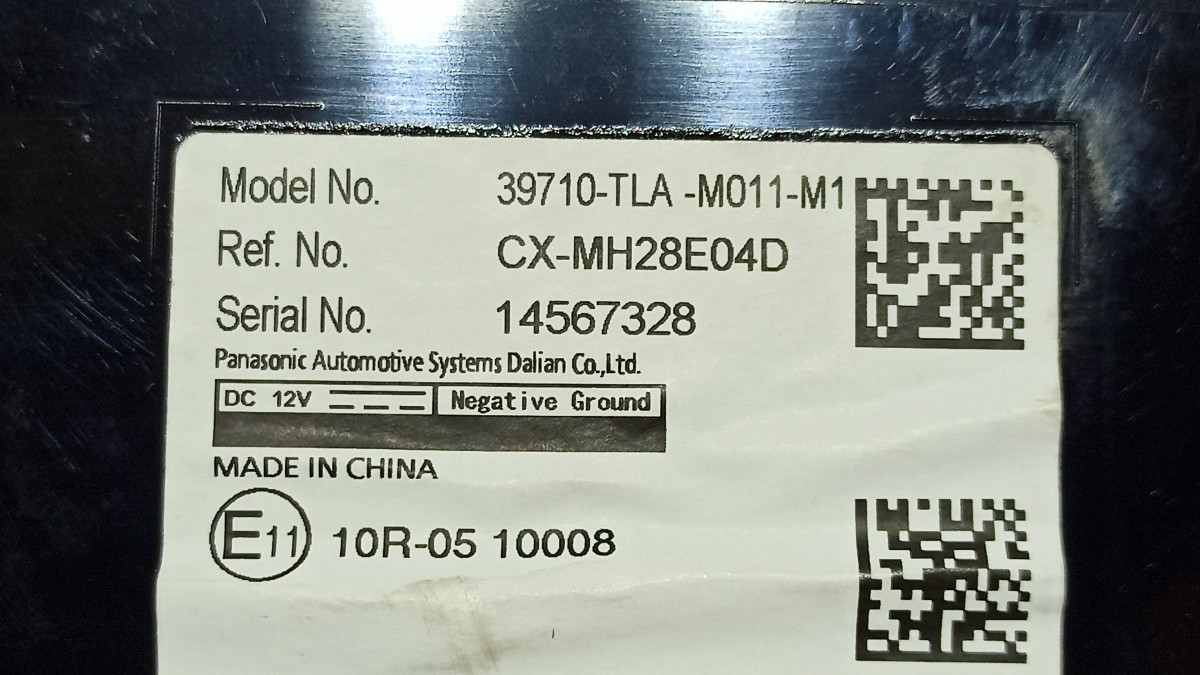 Model No. 39710-TLA -M011-M1
Ref. No. CX-MH28E04D
Serial No. 14567328
Panasonic Automotive Systems Dalian Co.,Ltd.
DC 12V Negative Ground
MADE IN CHINA
E11 10R-05 10008